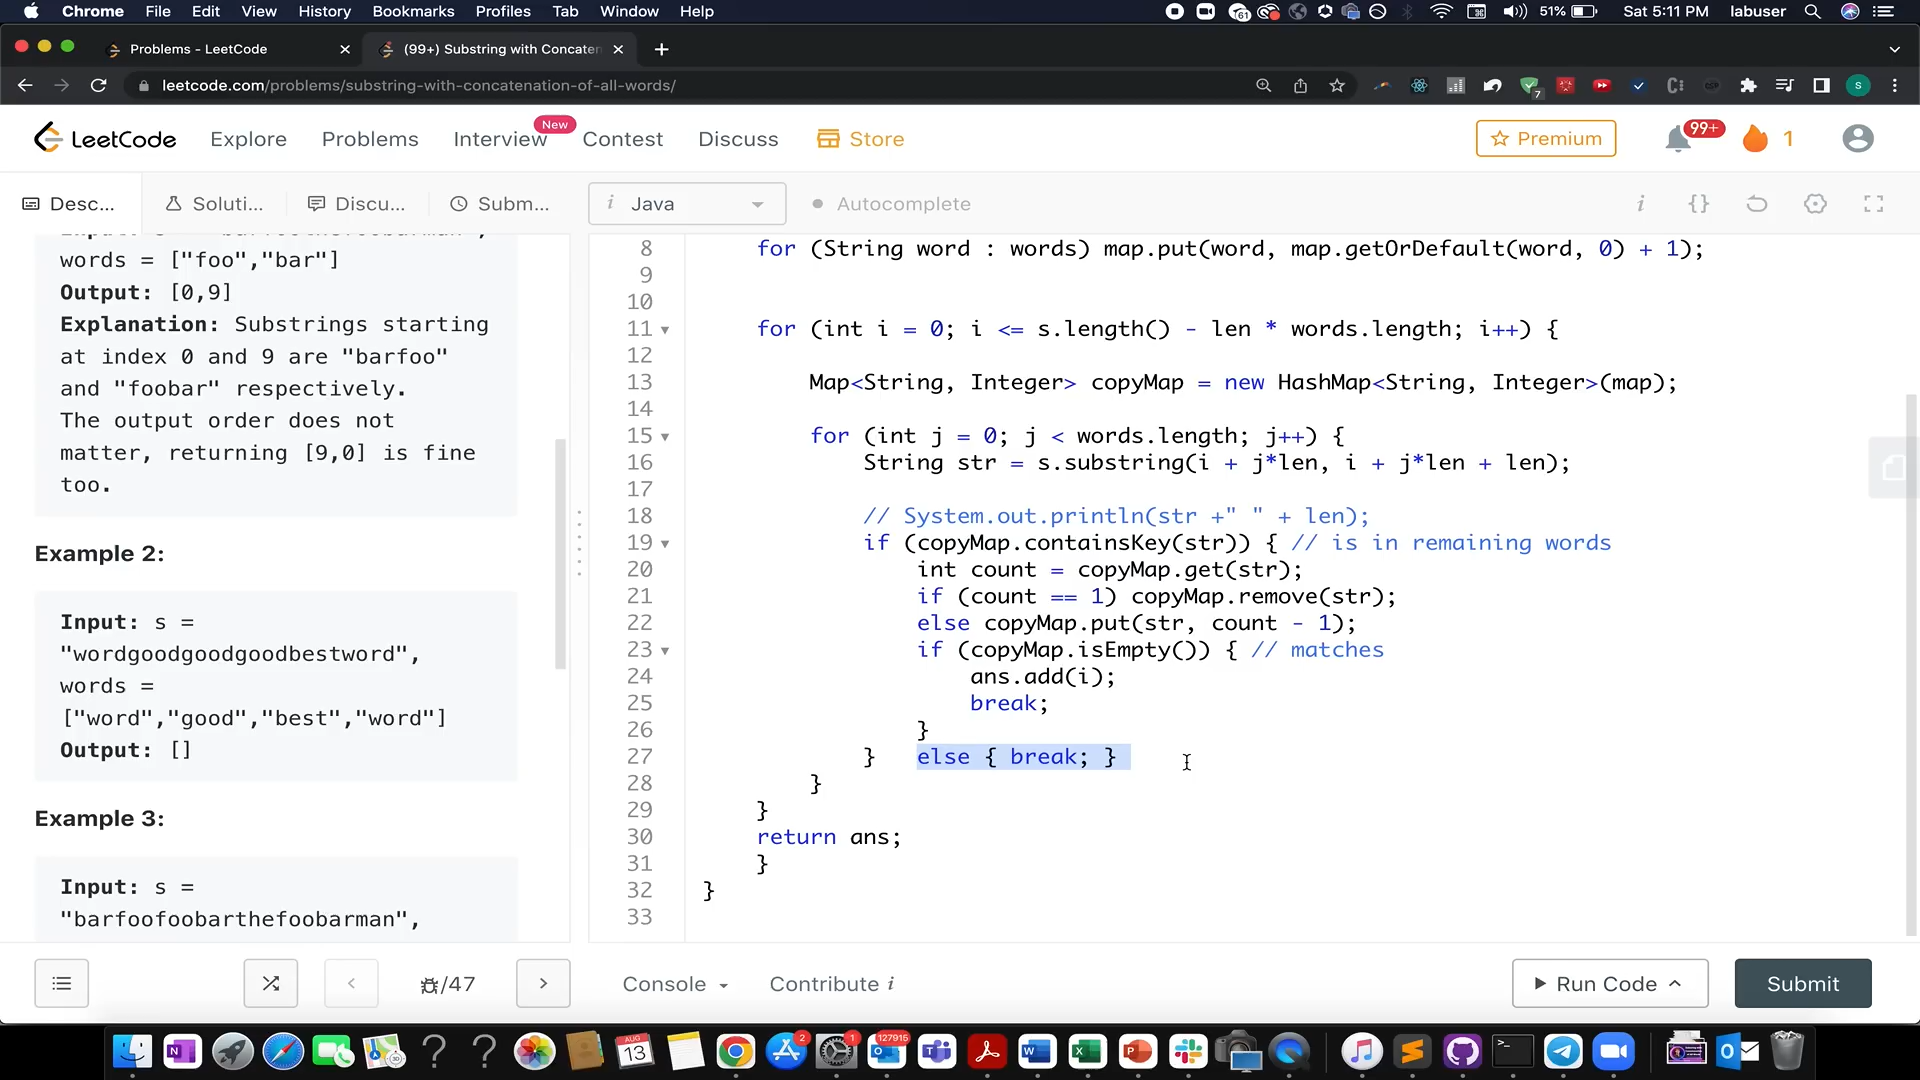 Chrome File Edit View History Bookmarks Profiles Tab Window Help 61 51% Sat 5:11 PM labuser
Problems - LeetCode (99+) Substring with Concaten
leetcode.com/problems/substring-with-concatenation-of-all-words/ 7 S
LeetCode Explore Problems Interview New Contest Discuss Store Premium 99+ 1
Desc... Soluti... Discu... Subm... i Java Autocomplete i {}
words = ["foo","bar"]
Output: [0,9]
Explanation: Substrings starting
at index 0 and 9 are "barfoo"
and "foobar" respectively.
The output order does not
matter, returning [9,0] is fine
too.
Example 2:
Input: s =
"wordgoodgoodgoodbestword",
words =
["word","good","best","word"]
Output: []
Example 3:
Input: s =
"barfoofoobarthefoobarman",
8 for (String word : words) map.put(word, map.getOrDefault(word, 0) + 1);
9
10
11 for (int i = 0; i <= s.length() - len * words.length; i++) {
12
13 Map<String, Integer> copyMap = new HashMap<String, Integer>(map);
14
15 for (int j = 0; j < words.length; j++) {
16 String str = s.substring(i + j*len, i + j*len + len);
17
18 // System.out.println(str +" " + len);
19 if (copyMap.containsKey(str)) { // is in remaining words
20 int count = copyMap.get(str);
21 if (count == 1) copyMap.remove(str);
22 else copyMap.put(str, count - 1);
23 if (copyMap.isEmpty()) { // matches
24 ans.add(i);
25 break;
26 }
27 } else { break; }
28 }
29 }
30 return ans;
31 }
32 }
33
/47 Console Contribute i Run Code Submit
AUG 13 2 1 127915